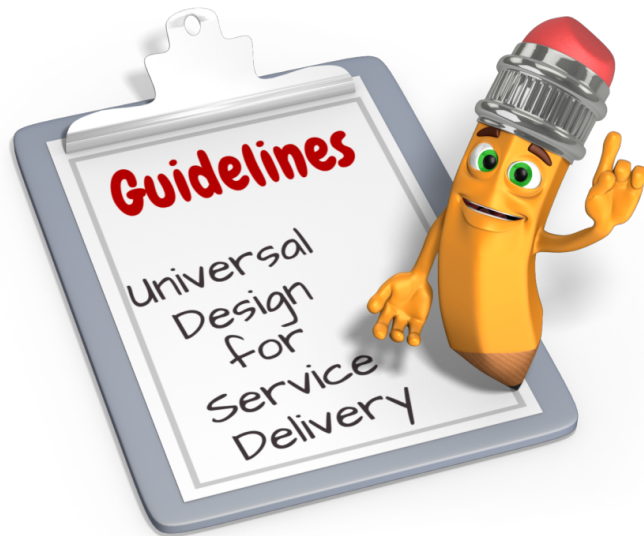 Guidelines
Universal
Design
for
Service
Delivery